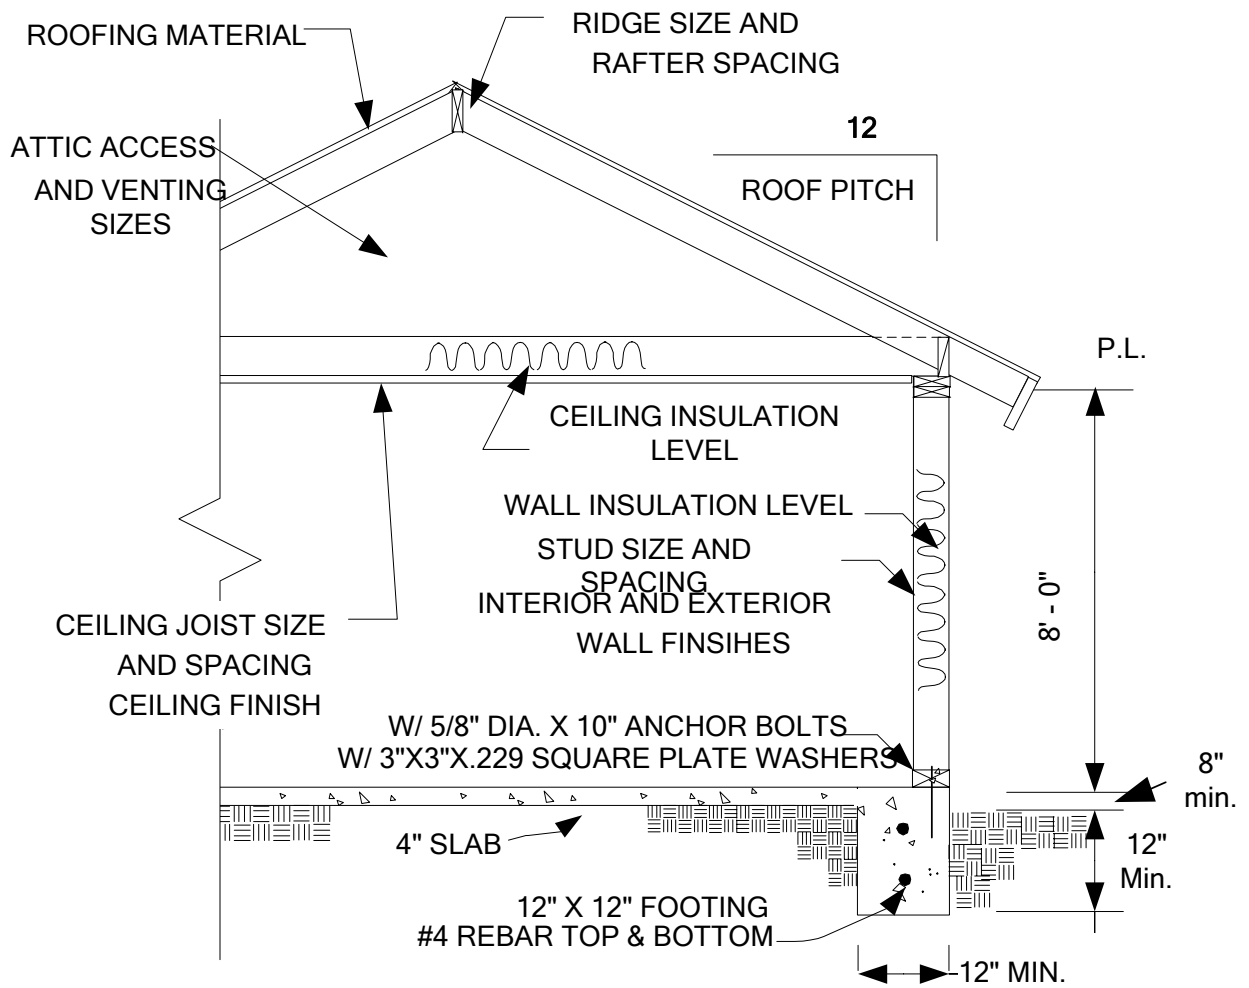 ROOFING MATERIAL
RIDGE SIZE AND
RAFTER SPACING
ATTIC ACCESS
AND VENTING
SIZES
12
ROOF PITCH
P.L.
CEILING INSULATION
LEVEL
WALL INSULATION LEVEL
STUD SIZE AND
SPACING
INTERIOR AND EXTERIOR
WALL FINSIHES
8' - 0"
CEILING JOIST SIZE
AND SPACING
CEILING FINISH
W/ 5/8" DIA. X 10" ANCHOR BOLTS
W/ 3"X3"X.229 SQUARE PLATE WASHERS
8"
min.
4" SLAB
12"
Min.
12" X 12" FOOTING
#4 REBAR TOP & BOTTOM
12" MIN.